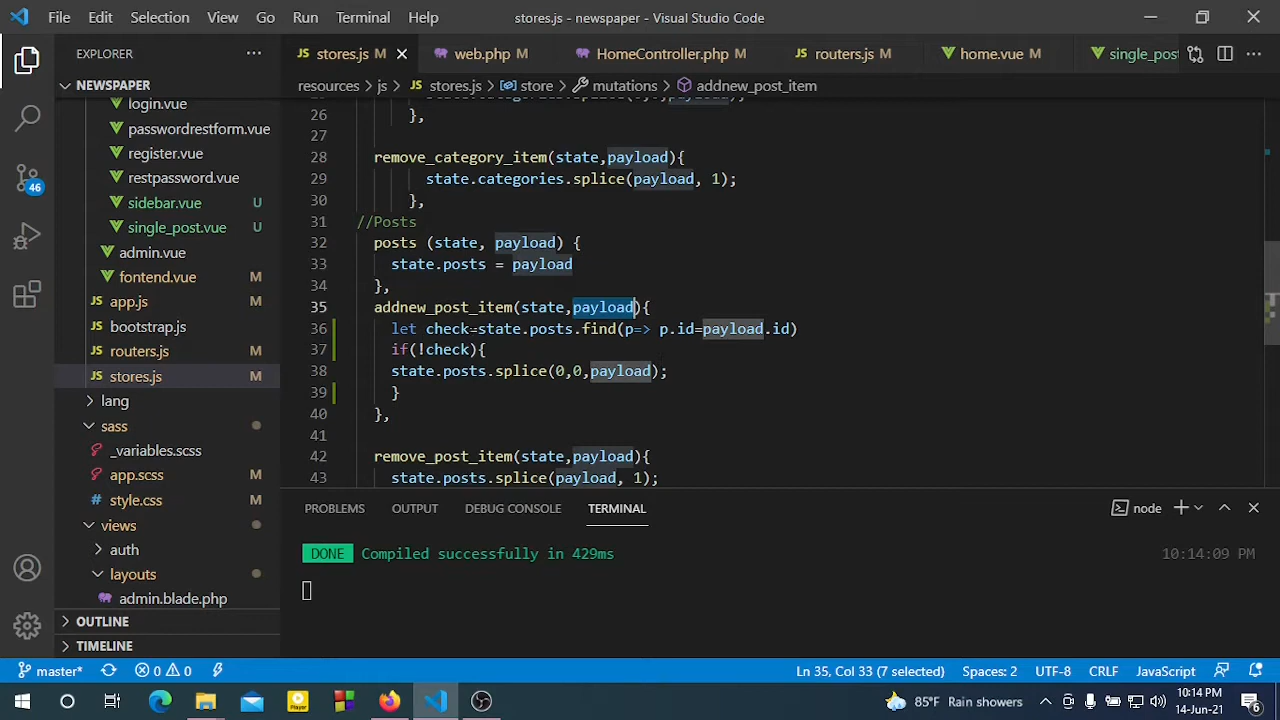 File Edit Selection View Go Run Terminal Help stores.js - newspaper - Visual Studio Code
EXPLORER
stores.js M
web.php M
HomeController.php M
routers.js M
home.vue M
single_post
NEWSPAPER
resources > js > stores.js > store > mutations > addnew_post_item
login.vue
passwordrestform.vue
register.vue
restpassword.vue
sidebar.vue U
single_post.vue U
admin.vue
fontend.vue M
app.js M
bootstrap.js M
routers.js M
stores.js M
lang
sass
_variables.scss
app.scss M
style.css M
views
auth
layouts
admin.blade.php
OUTLINE
TIMELINE
46
26 },
27
28 remove_category_item(state,payload){
29 state.categories.splice(payload, 1);
30 },
31 //Posts
32 posts (state, payload) {
33 state.posts = payload
34 },
35 addnew_post_item(state,payload){
36 let check=state.posts.find(p=> p.id=payload.id)
37 if(!check){
38 state.posts.splice(0,0,payload);
39 }
40 },
41
42 remove_post_item(state,payload){
43 state.posts.splice(payload, 1);
PROBLEMS OUTPUT DEBUG CONSOLE TERMINAL
node
DONE Compiled successfully in 429ms 10:14:09 PM
master* 0 0 Ln 35, Col 33 (7 selected) Spaces: 2 UTF-8 CRLF JavaScript
Player
85°F Rain showers
10:14 PM
14-Jun-21
6